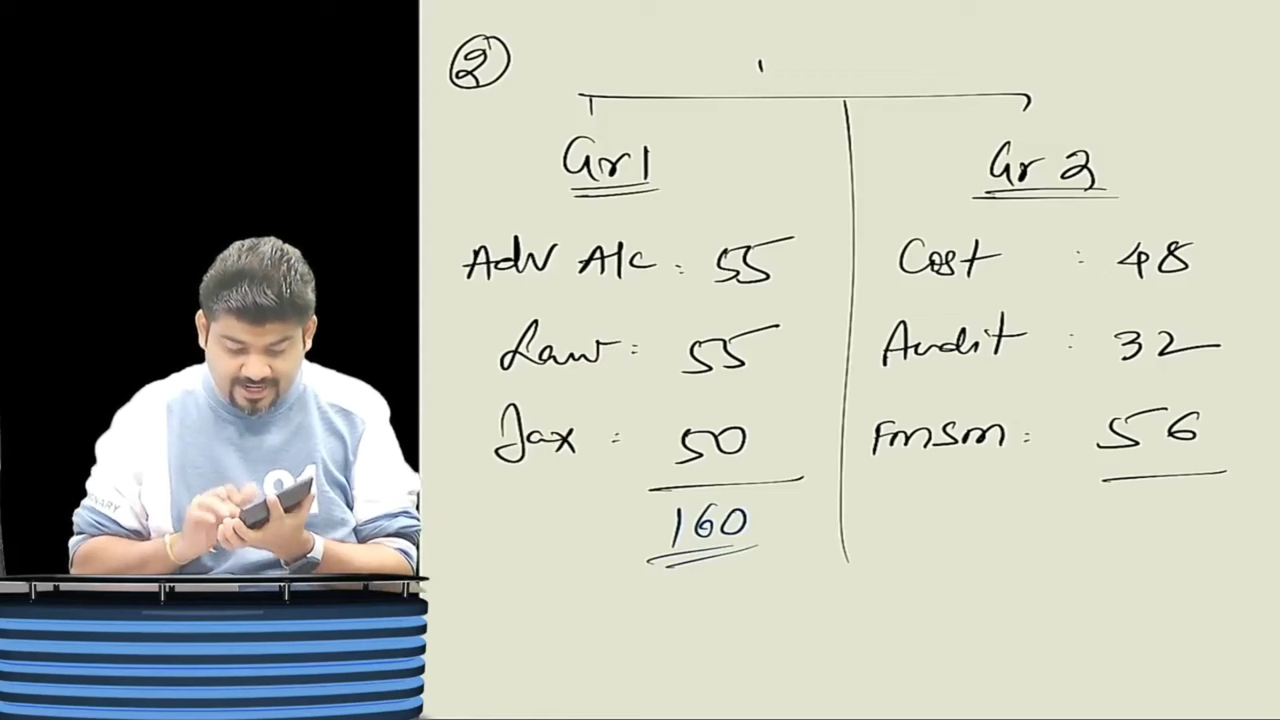 2
Gr 1
Adv A/c : 55
Law : 55
Tax : 50
160
Gr 2
Cost : 48
Audit : 32
FMSM : 56